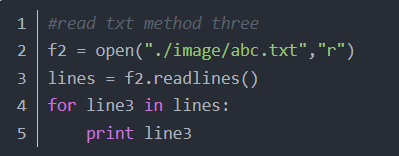 1 #read txt method three
2 f2 = open("./image/abc.txt","r")
3 lines = f2.readlines()
4 for line3 in lines:
5     print line3